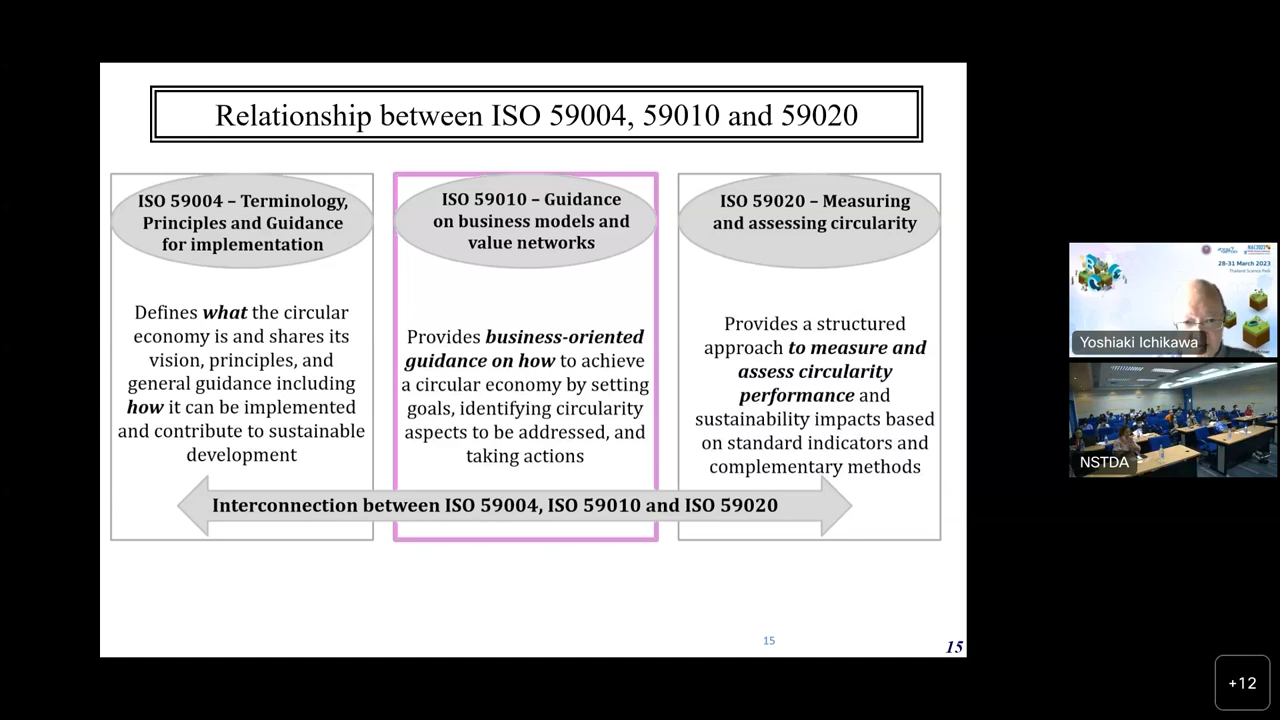 Relationship between ISO 59004, 59010 and 59020
ISO 59004 – Terminology,
Principles and Guidance
for implementation
Defines what the circular
economy is and shares its
vision, principles, and
general guidance including
how it can be implemented
and contribute to sustainable
development
ISO 59010 – Guidance
on business models and
value networks
Provides business-oriented
guidance on how to achieve
a circular economy by setting
goals, identifying circularity
aspects to be addressed, and
taking actions
ISO 59020 – Measuring
and assessing circularity
Provides a structured
approach to measure and
assess circularity
performance and
sustainability impacts based
on standard indicators and
complementary methods
Interconnection between ISO 59004, ISO 59010 and ISO 59020
15
15
28-31 March 2023
Thailand Science Park
Yoshiaki Ichikawa
NSTDA
+12